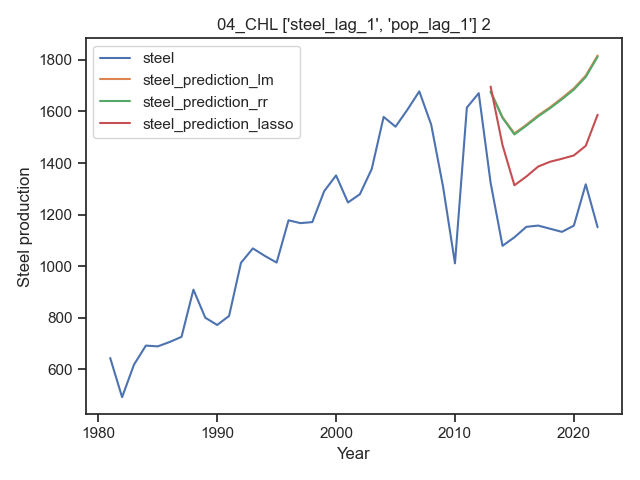 04_CHL ['steel_lag_1', 'pop_lag_1'] 2
steel
steel_prediction_lm
steel_prediction_rr
steel_prediction_lasso
Steel production
1800
1600
1400
1200
1000
800
600
1980
1990
2000
2010
2020
Year